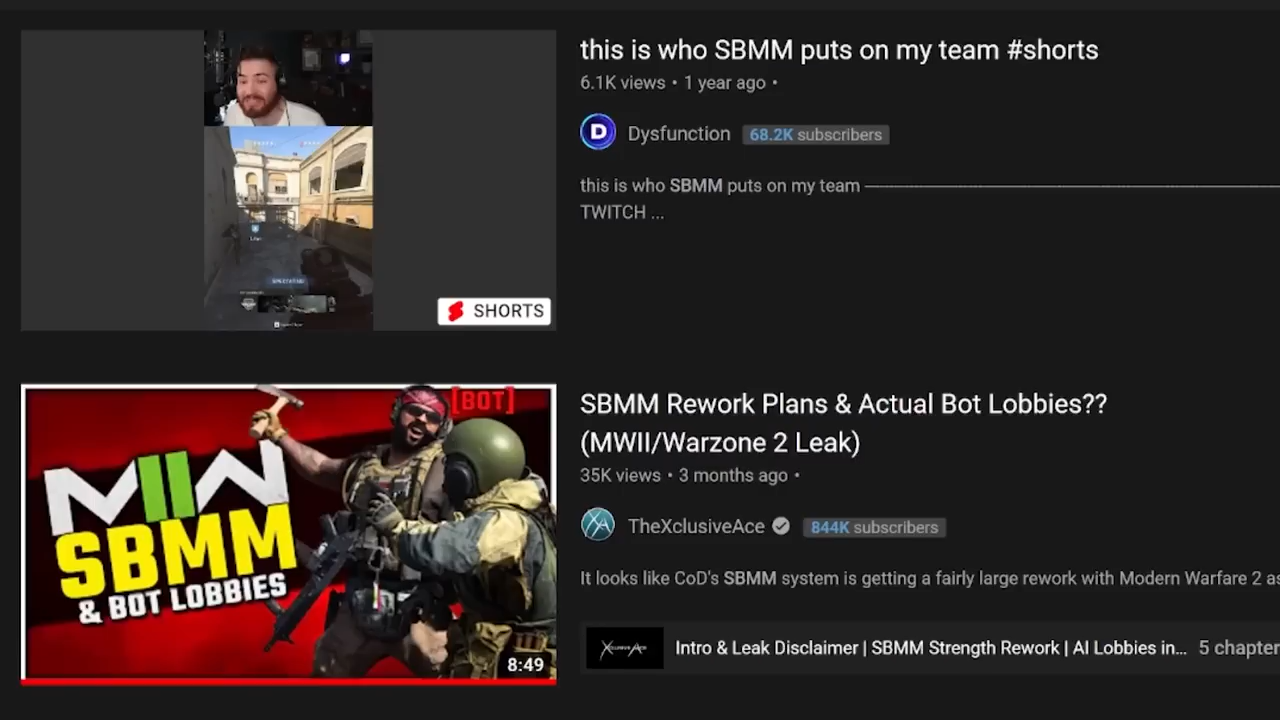 this is who SBMM puts on my team #shorts
6.1K views • 1 year ago •
D
Dysfunction 68.2K subscribers
this is who SBMM puts on my team
TWITCH ...
SHORTS
[BOT]
MIIW
SBMM
& BOT LOBBIES
8:49
SBMM Rework Plans & Actual Bot Lobbies??
(MWII/Warzone 2 Leak)
35K views • 3 months ago •
XA
TheXclusiveAce 844K subscribers
It looks like CoD's SBMM system is getting a fairly large rework with Modern Warfare 2 as
Intro & Leak Disclaimer | SBMM Strength Rework | AI Lobbies in... 5 chapter